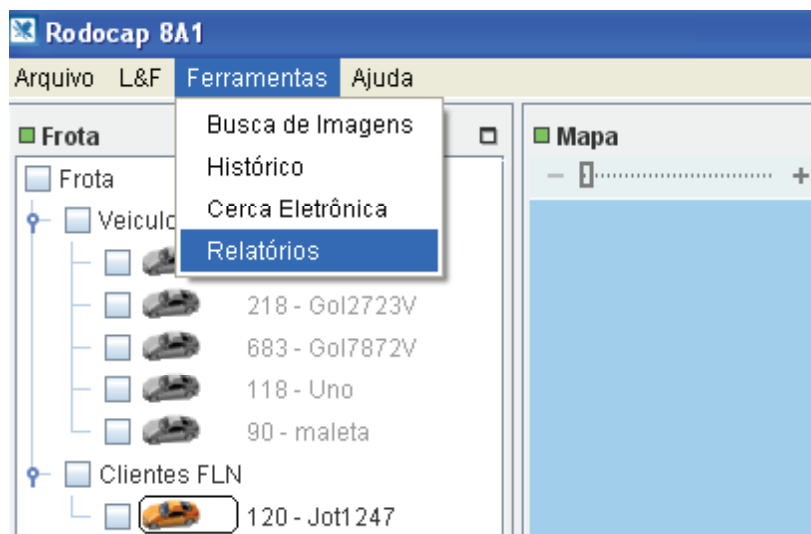 Rodocap 8A1
Arquivo L&F Ferramentas Ajuda
Busca de Imagens
Histórico
Cerca Eletrônica
Relatórios
Frota
Frota
218 - Gol2723V
683 - Gol7872V
118 - Uno
90 - maleta
Clientes FLN
120 - Jot1247
Mapa
− +